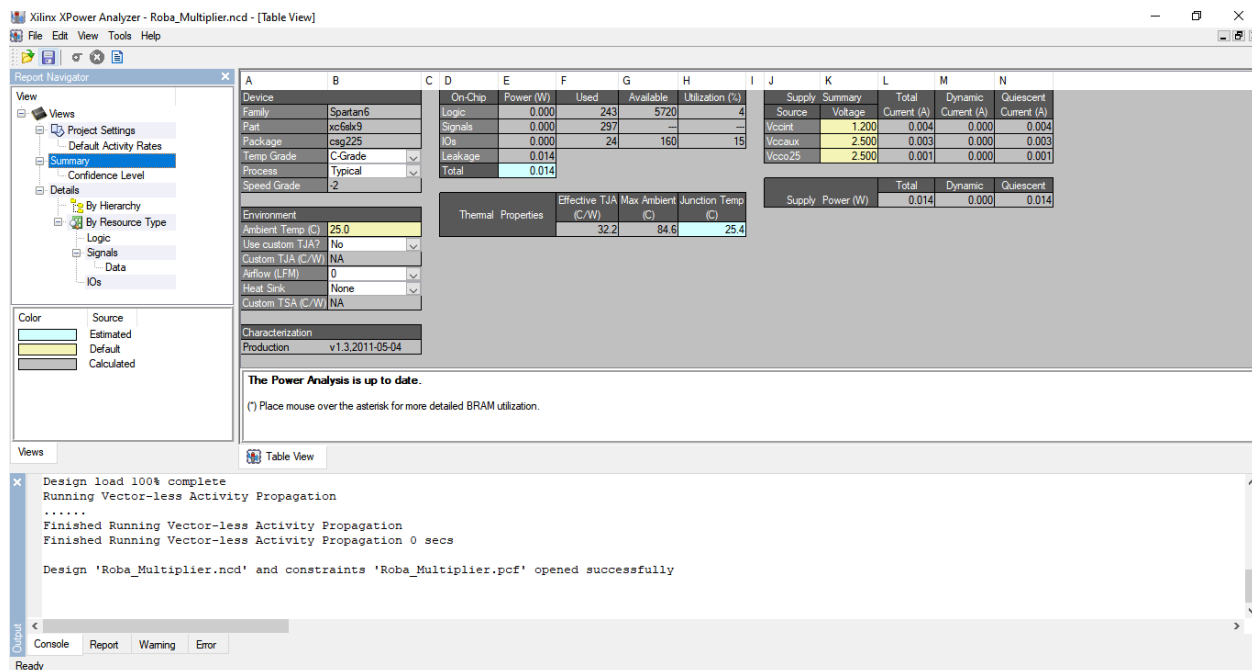 Xilinx XPower Analyzer - Roba_Multiplier.ncd - [Table View]
File Edit View Tools Help
Report Navigator
View
Views
Project Settings
Default Activity Rates
Summary
Confidence Level
Details
By Hierarchy
By Resource Type
Logic
Signals
Data
IOs
Color Source
Estimated
Default
Calculated
Views
A B C D E F G H I J K L M N
Device
Family Spartan6
Part xc6slx9
Package csg225
Temp Grade C-Grade
Process Typical
Speed Grade -2
Environment
Ambient Temp (C) 25.0
Use custom TJA? No
Custom TJA (C/W) NA
Airflow (LFM) 0
Heat Sink None
Custom TSA (C/W) NA
Characterization
Production v1.3,2011-05-04
On-Chip Power (W) Used Available Utilization (%)
Logic 0.000 243 5720 4
Signals 0.000 297 --- ---
IOs 0.000 24 160 15
Leakage 0.014
Total 0.014
Effective TJA Max Ambient Junction Temp
Thermal Properties (C/W) (C) (C)
32.2 84.6 25.4
Supply Summary Total Dynamic Quiescent
Source Voltage Current (A) Current (A) Current (A)
Vccint 1.200 0.004 0.000 0.004
Vccaux 2.500 0.003 0.000 0.003
Vcco25 2.500 0.001 0.000 0.001
Total Dynamic Quiescent
Supply Power (W) 0.014 0.000 0.014
The Power Analysis is up to date.
(*) Place mouse over the asterisk for more detailed BRAM utilization.
Table View
Design load 100% complete
Running Vector-less Activity Propagation
......
Finished Running Vector-less Activity Propagation
Finished Running Vector-less Activity Propagation 0 secs
Design 'Roba_Multiplier.ncd' and constraints 'Roba_Multiplier.pcf' opened successfully
Output
Console Report Warning Error
Ready